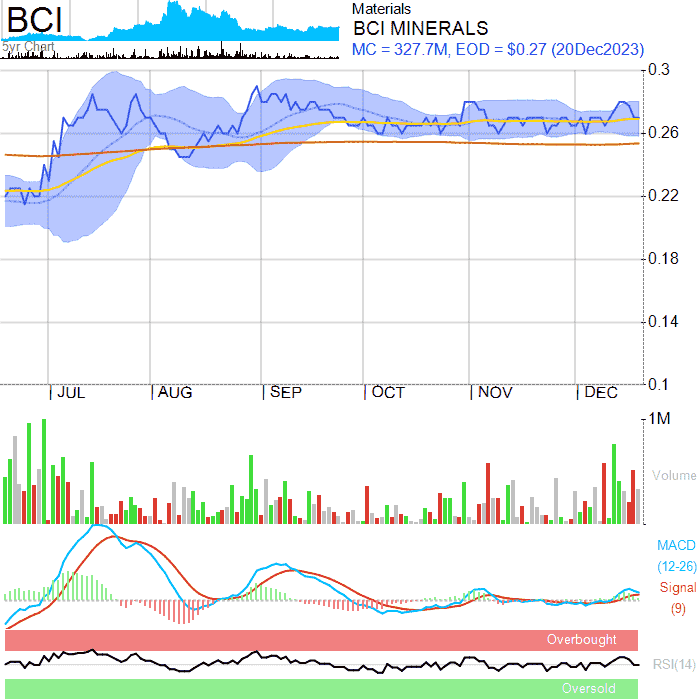 BCI
5yr Chart
Materials
BCI MINERALS
MC = 327.7M, EOD = $0.27 (20Dec2023)
0.3
0.26
0.22
0.18
0.14
0.1
JUL AUG SEP OCT NOV DEC
1M
Volume
MACD
(12-26)
Signal
(9)
Overbought
RSI(14)
Oversold